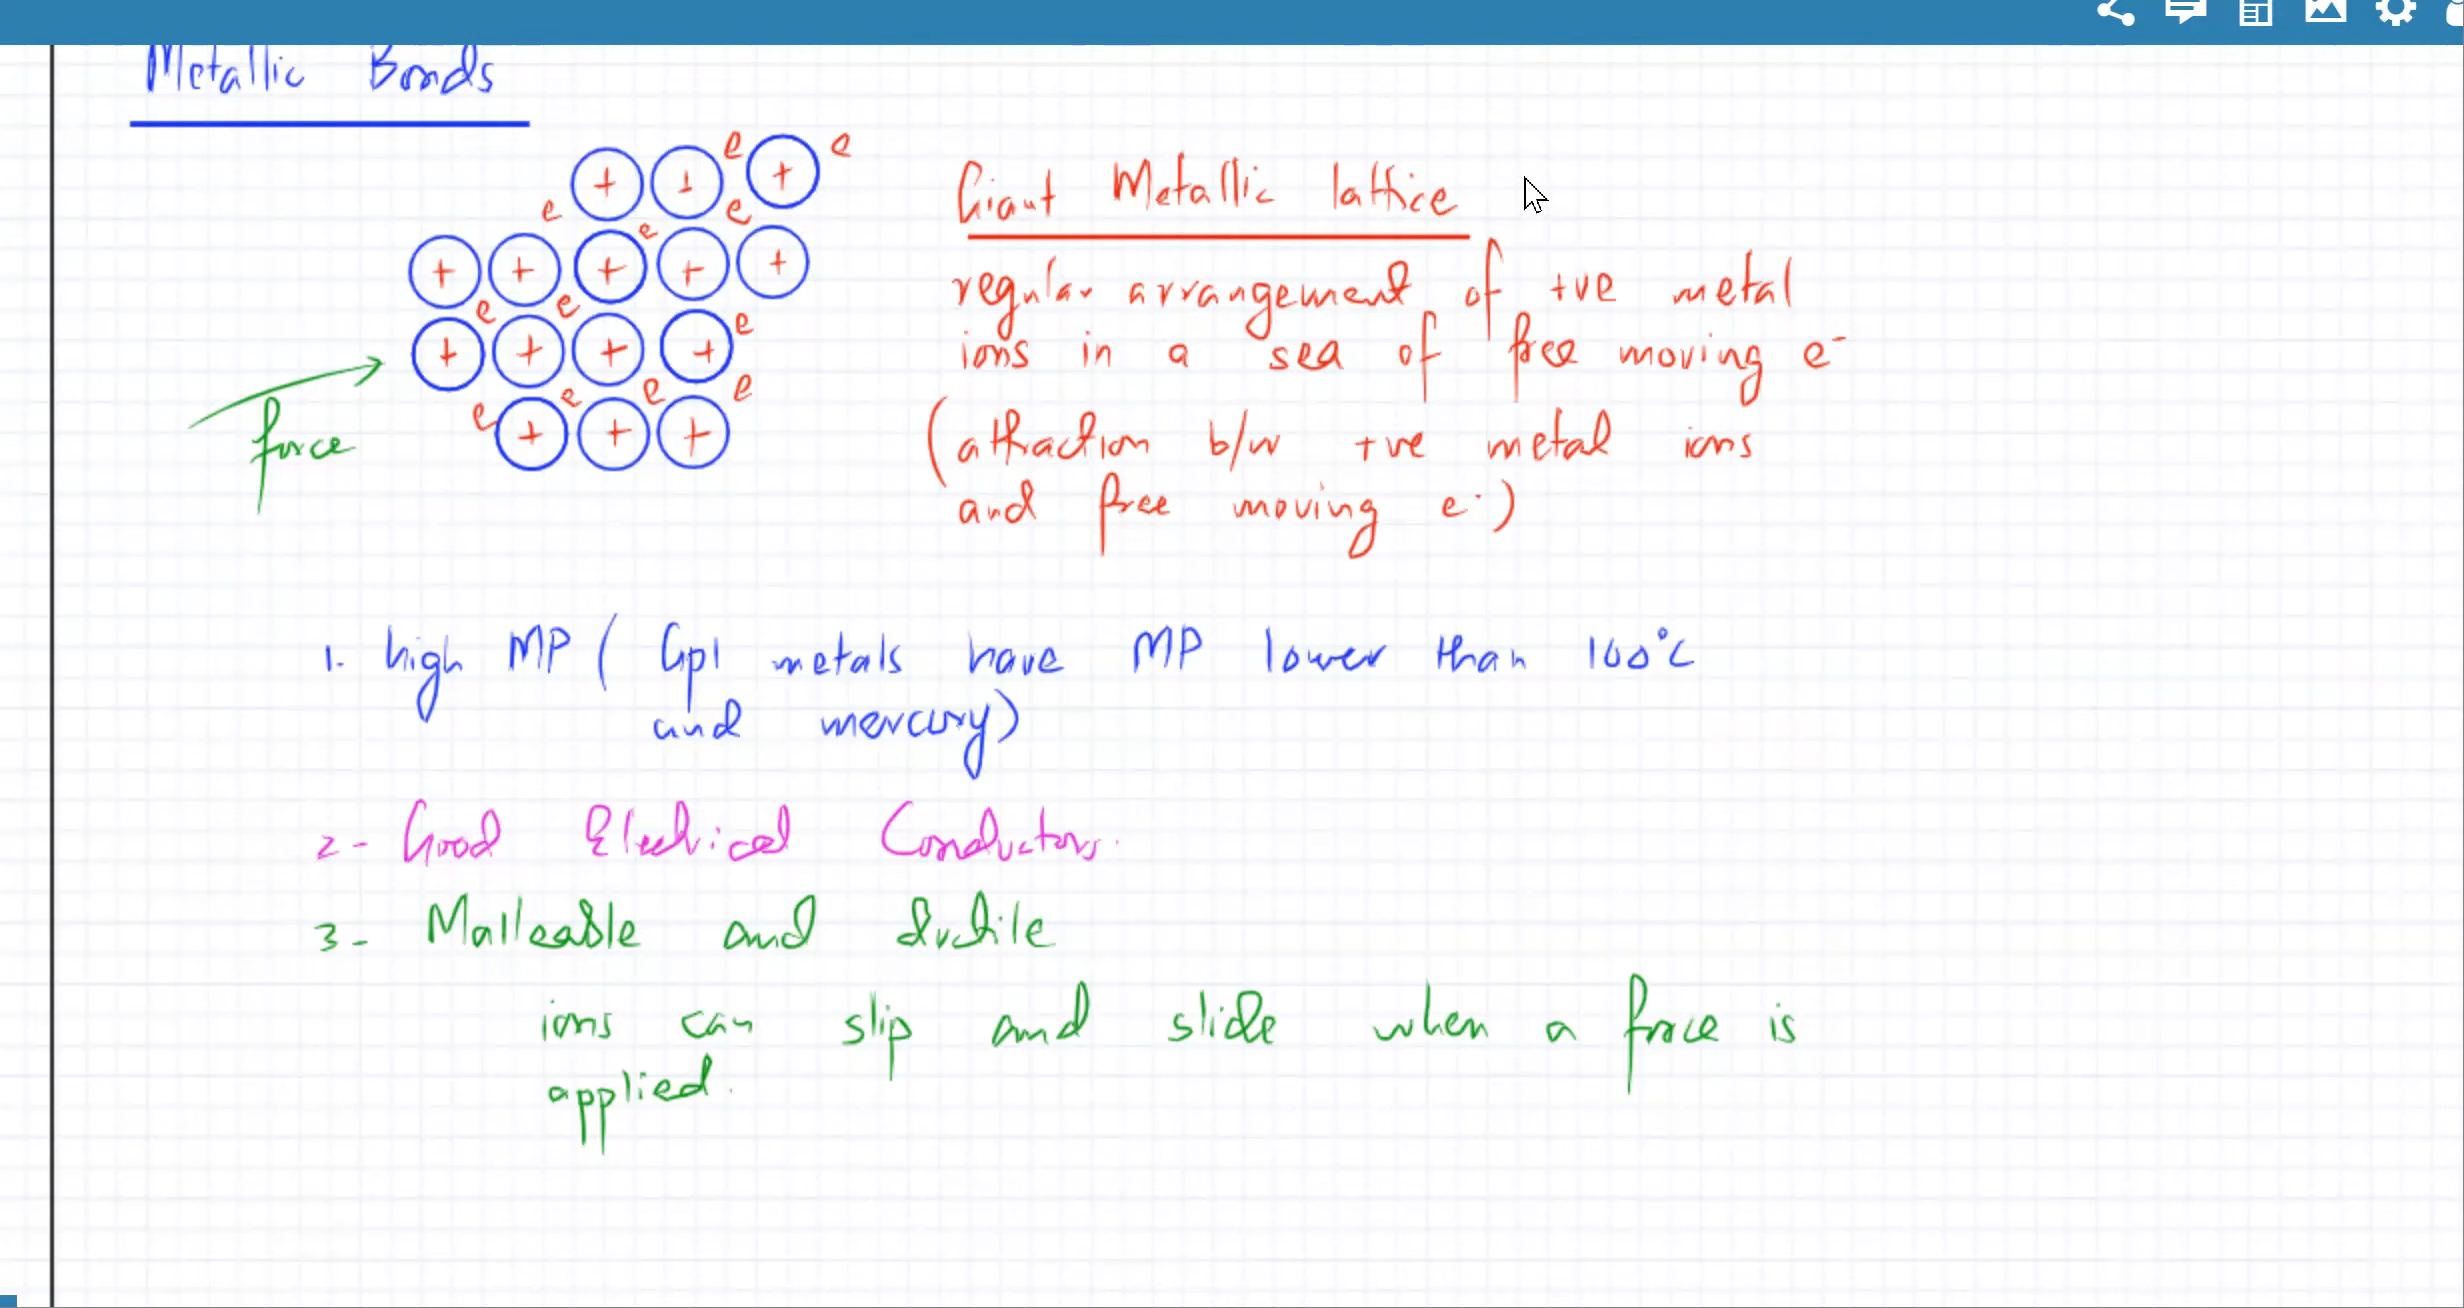 Metallic Bonds
+ + e + e
e e
e
+ + + + +
e e e
+ + + +
e e e e
+ + +
force
Giant Metallic lattice
regular arrangement of +ve metal
ions in a sea of free moving e⁻
(attraction b/w +ve metal ions
and free moving e⁻)
1. high MP ( Gp1 metals have MP lower than 100°C
and mercury)
2- Good Electrical Conductors.
3- Malleable and ductile
ions can slip and slide when a force is
applied.